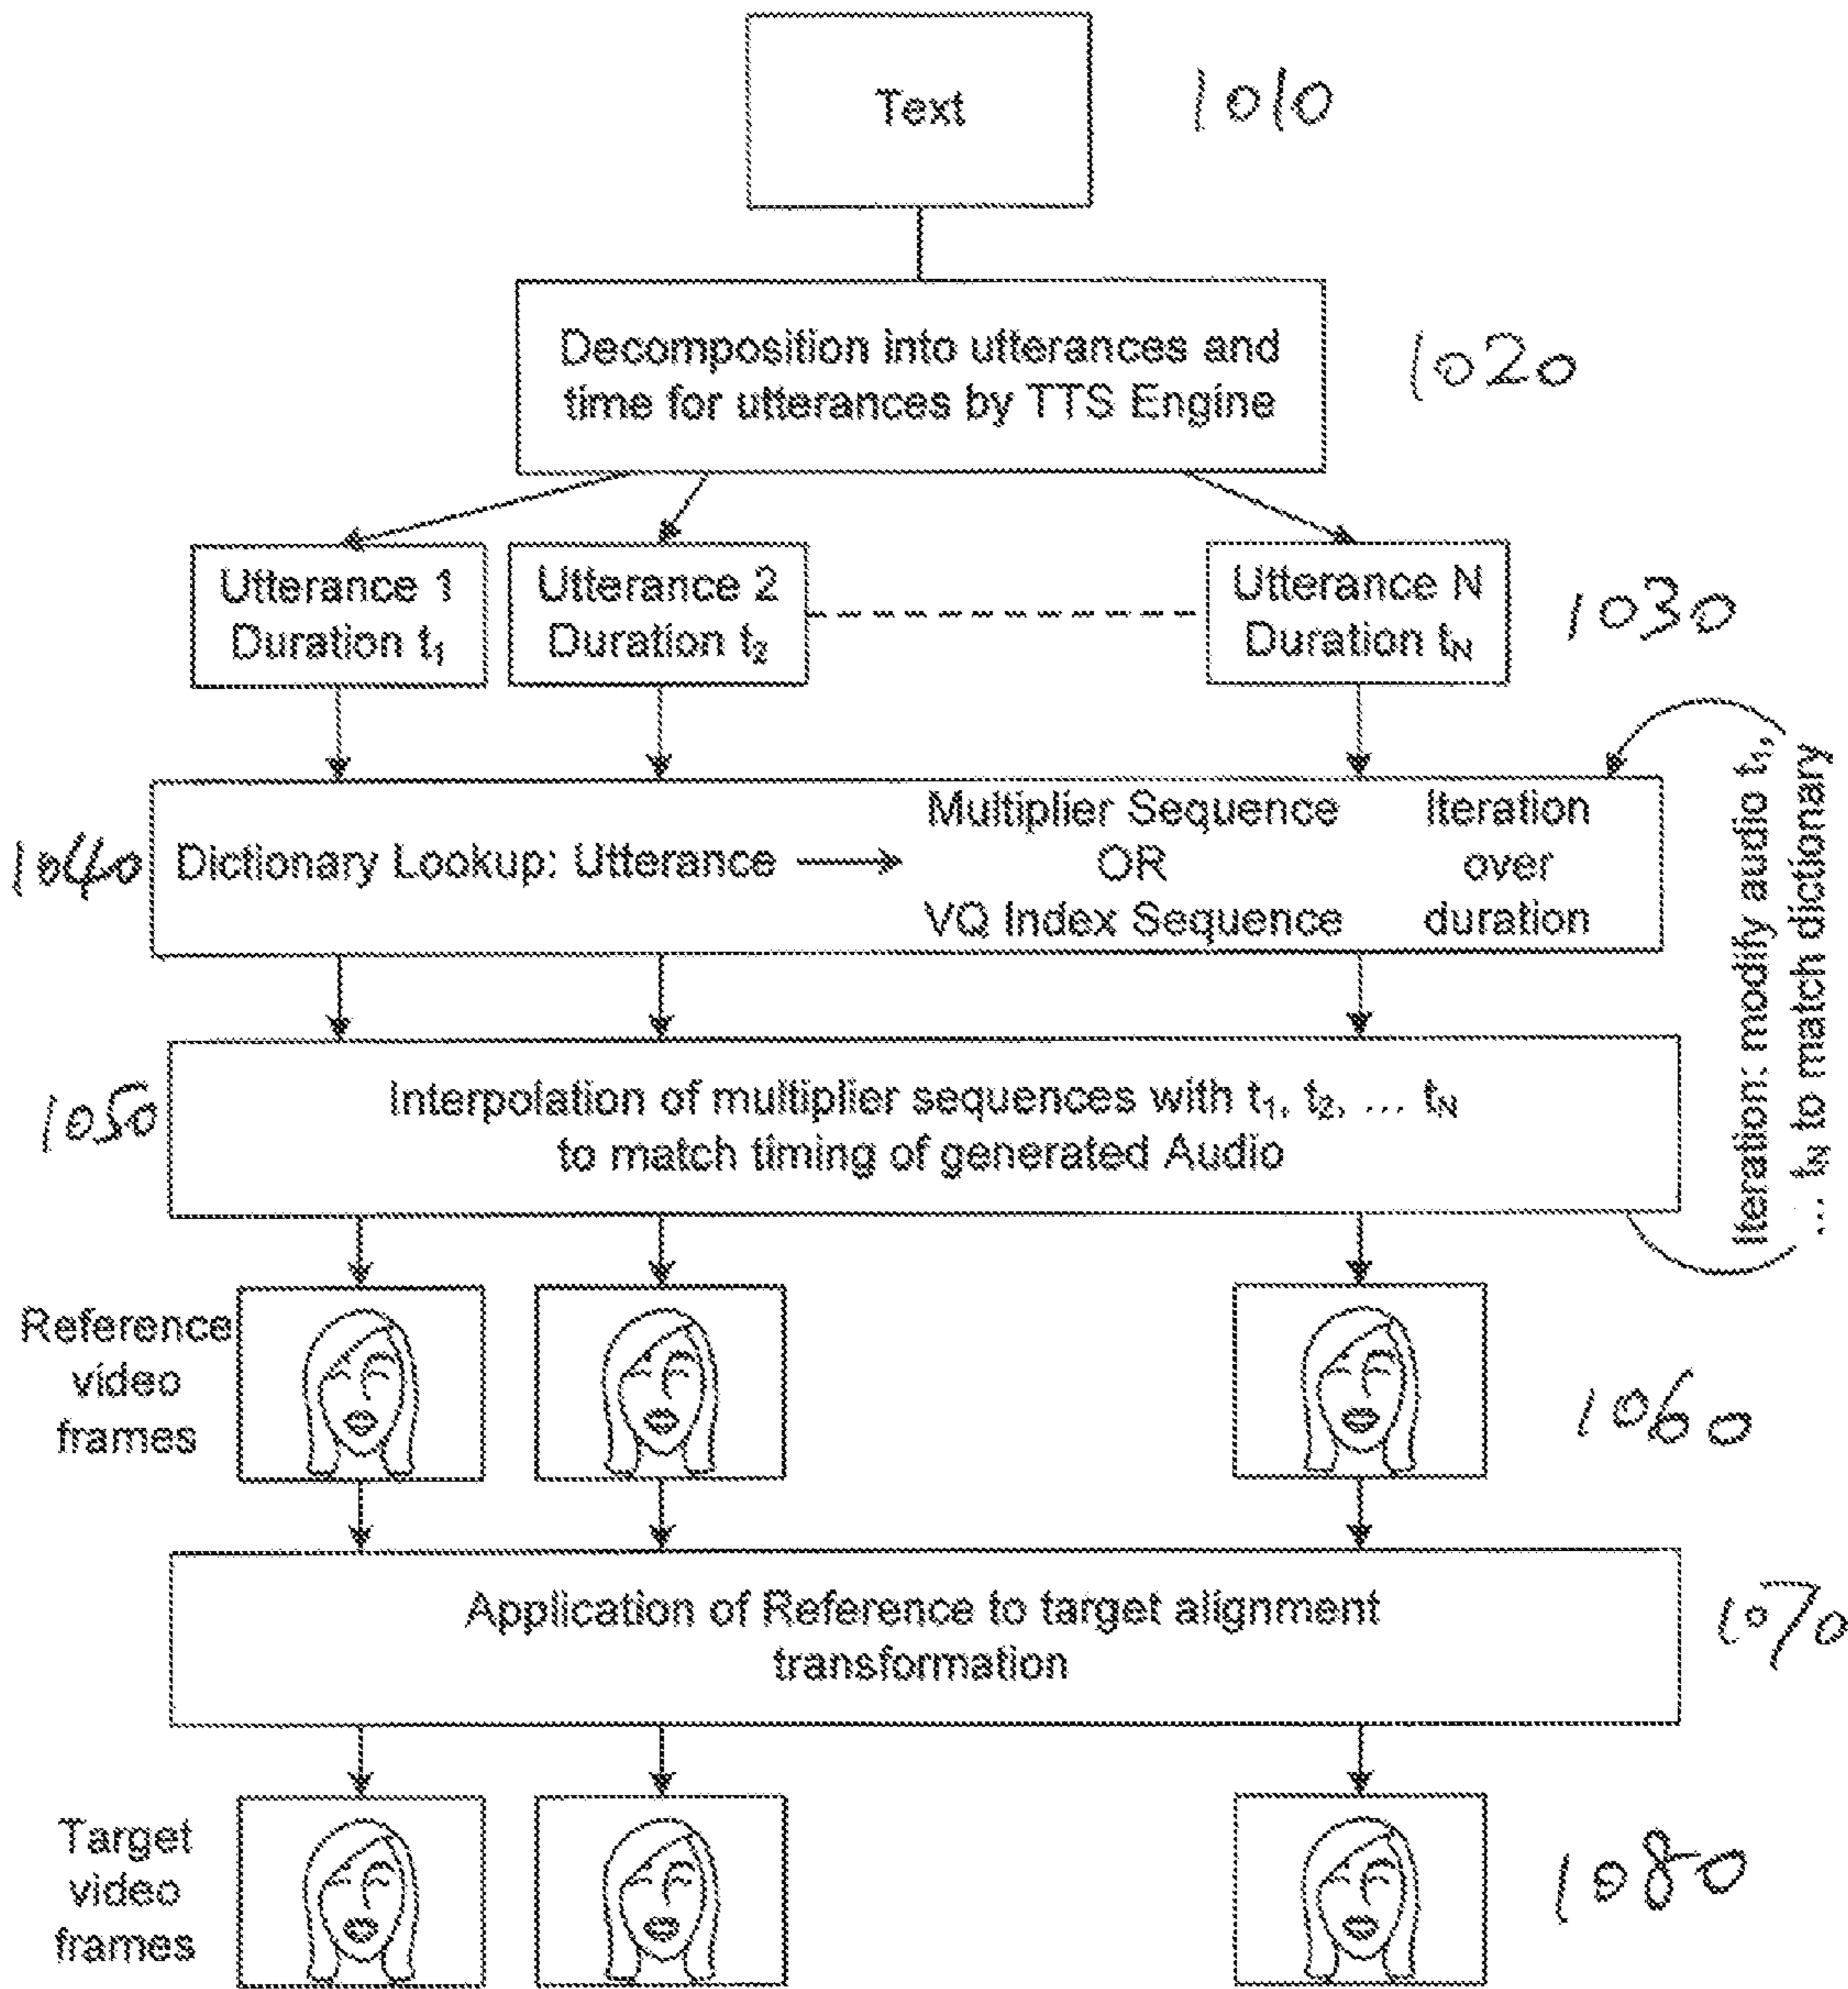 Text
1010
Decomposition into utterances and
time for utterances by TTS Engine
1020
Utterance 1
Duration t₁
Utterance 2
Duration t₂
Utterance N
Duration t_N
1030
1040
Dictionary Lookup: Utterance
Multiplier Sequence
OR
VQ Index Sequence
Iteration
over
duration
Iteration: modify audio t₁,
... t_N to match dictionary
1050
Interpolation of multiplier sequences with t₁, t₂, ... t_N
to match timing of generated Audio
Reference
video
frames
1060
Application of Reference to target alignment
transformation
1070
Target
video
frames
1080